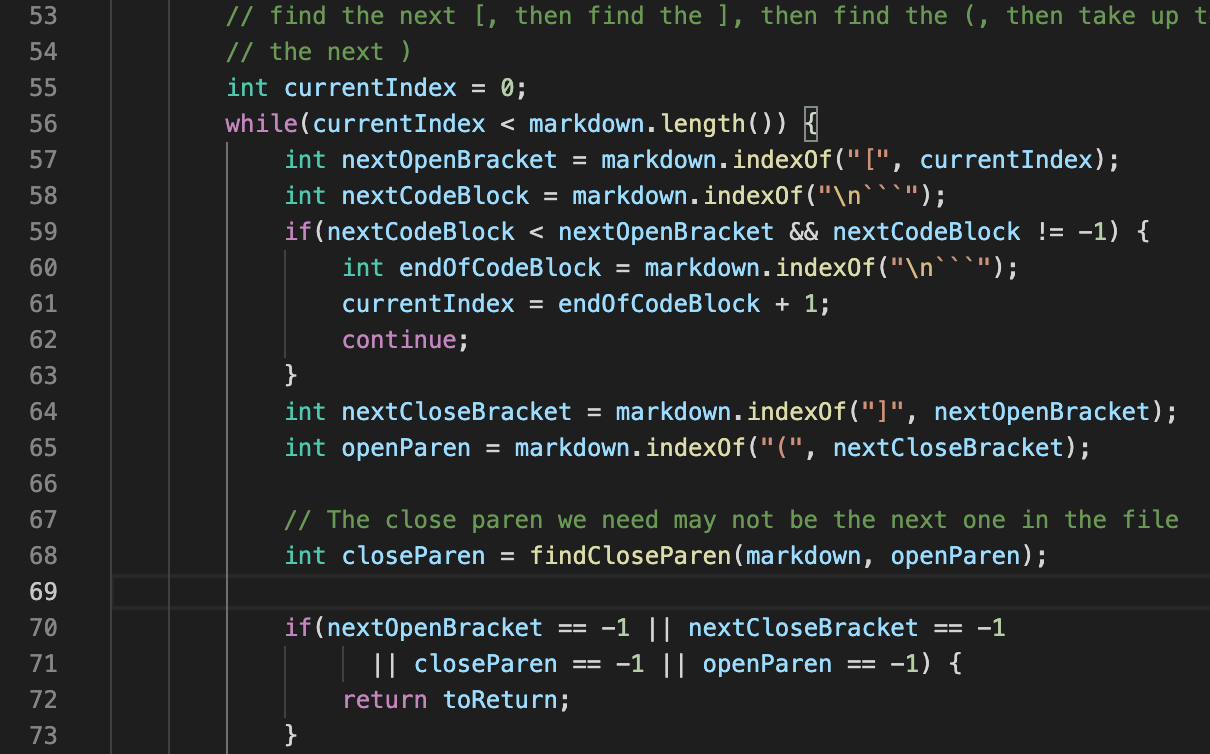 53 // find the next [, then find the ], then find the (, then take up t
54 // the next )
55 int currentIndex = 0;
56 while(currentIndex < markdown.length()) {
57 int nextOpenBracket = markdown.indexOf("[", currentIndex);
58 int nextCodeBlock = markdown.indexOf("\n```");
59 if(nextCodeBlock < nextOpenBracket && nextCodeBlock != -1) {
60 int endOfCodeBlock = markdown.indexOf("\n```");
61 currentIndex = endOfCodeBlock + 1;
62 continue;
63 }
64 int nextCloseBracket = markdown.indexOf("]", nextOpenBracket);
65 int openParen = markdown.indexOf("(", nextCloseBracket);
66
67 // The close paren we need may not be the next one in the file
68 int closeParen = findCloseParen(markdown, openParen);
69
70 if(nextOpenBracket == -1 || nextCloseBracket == -1
71 || closeParen == -1 || openParen == -1) {
72 return toReturn;
73 }